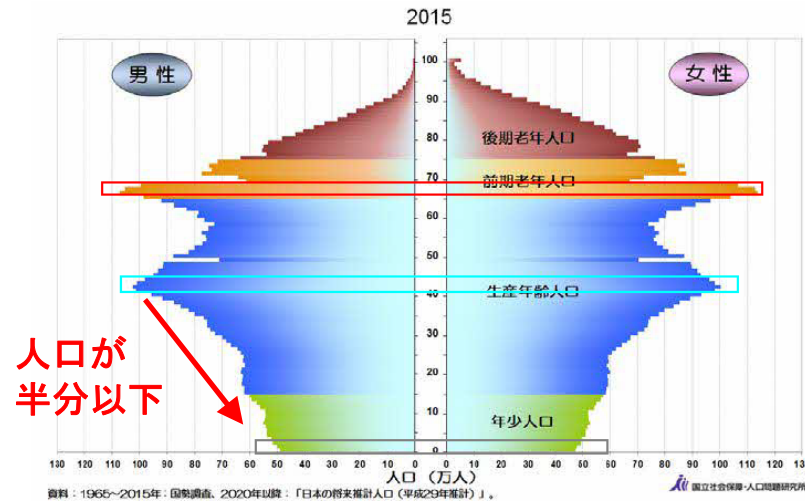 2015
男性
女性
後期老年人口
前期老年人口
生産年齢人口
年少人口
100
90
80
70
60
50
40
30
20
10
0
人口が
半分以下
130 120 110 100 90 80 70 60 50 40 30 20 10 0
0 10 20 30 40 50 60 70 80 90 100 110 120 130
人口（万人）
資料：1965～2015年：国勢調査、2020年以降：「日本の将来推計人口（平成29年推計）」。
国立社会保障・人口問題研究所